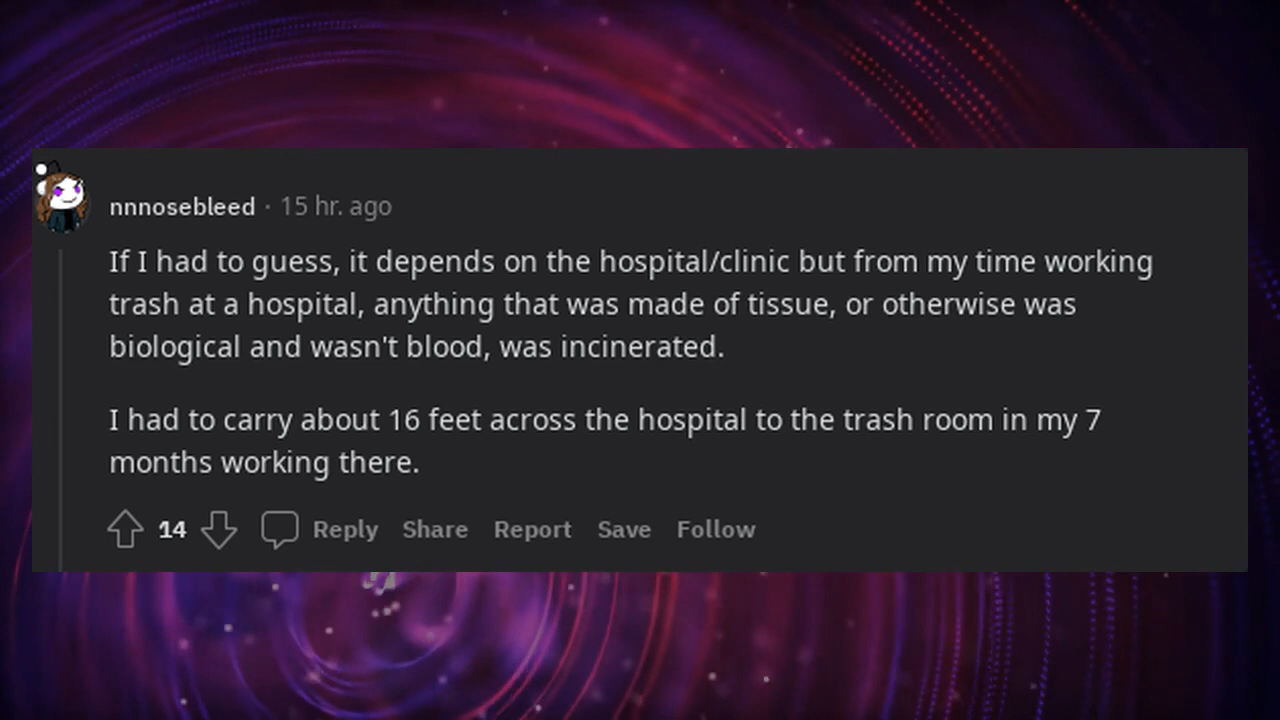 nnnosebleed · 15 hr. ago
If I had to guess, it depends on the hospital/clinic but from my time working
trash at a hospital, anything that was made of tissue, or otherwise was
biological and wasn't blood, was incinerated.
I had to carry about 16 feet across the hospital to the trash room in my 7
months working there.
14 Reply Share Report Save Follow